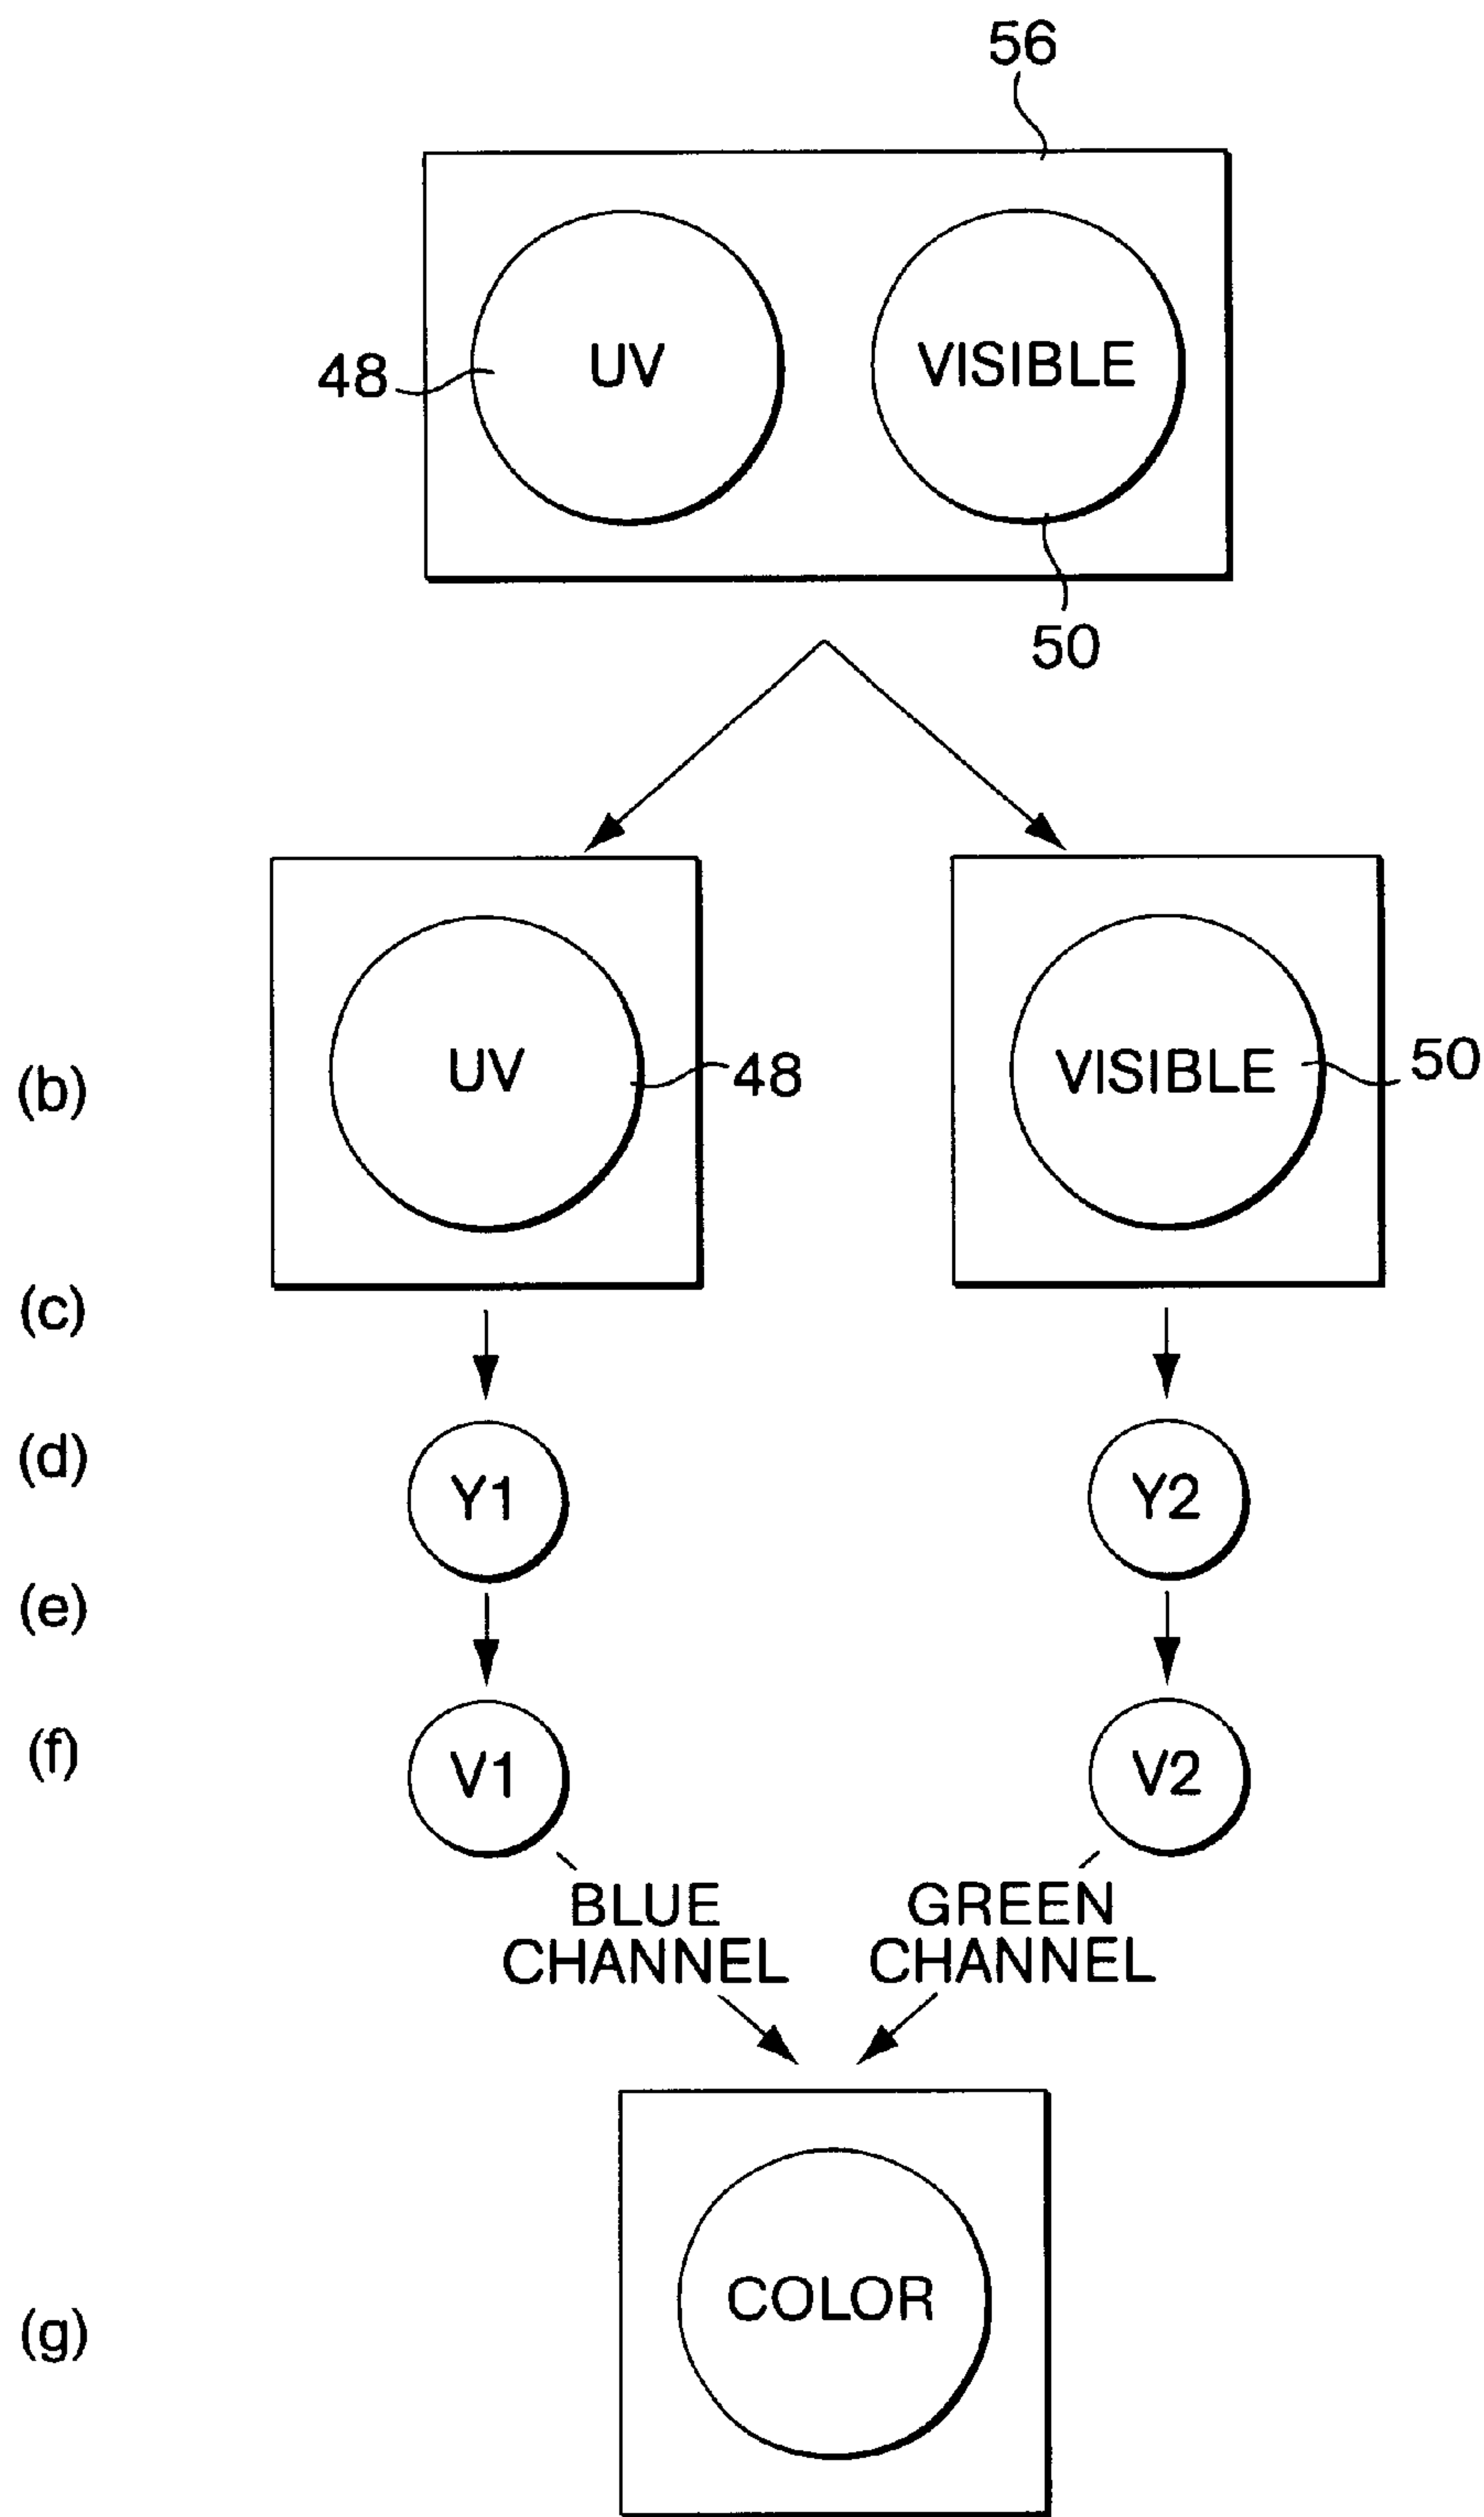 56
48
UV
VISIBLE
50
(b)
UV
48
VISIBLE
50
(c)
(d)
Y1
Y2
(e)
(f)
V1
V2
BLUE
CHANNEL
GREEN
CHANNEL
(g)
COLOR